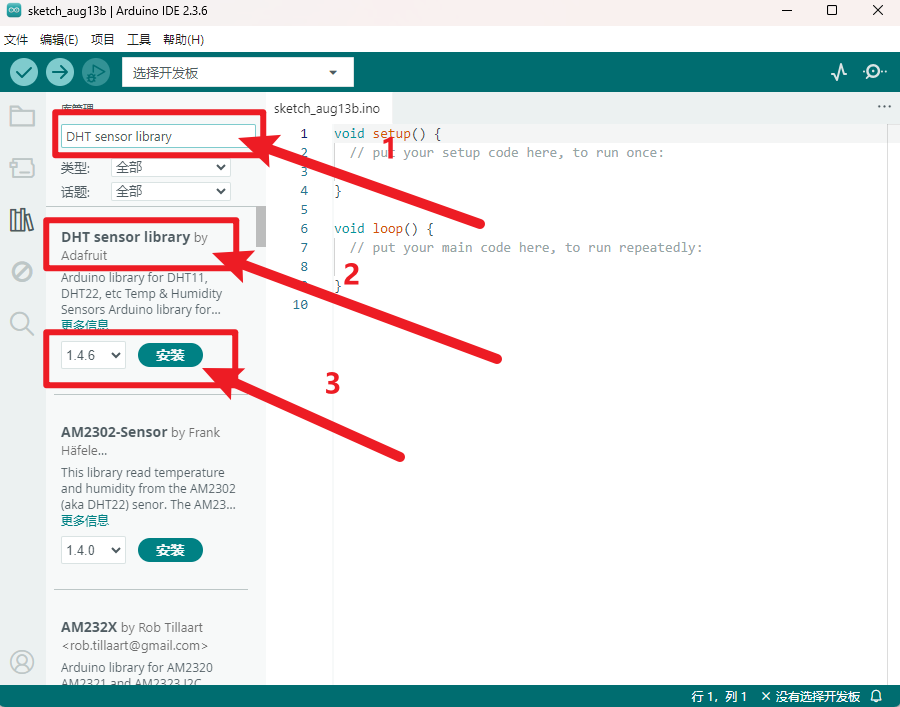 sketch_aug13b | Arduino IDE 2.3.6
文件 编辑(E) 项目 工具 帮助(H)
选择开发板
库管理
sketch_aug13b.ino
DHT sensor library
类型: 全部
话题: 全部
DHT sensor library by
Adafruit
Arduino library for DHT11,
DHT22, etc Temp & Humidity
Sensors Arduino library for...
更多信息
1.4.6 安装
AM2302-Sensor by Frank
Häfele...
This library read temperature
and humidity from the AM2302
(aka DHT22) senor. The AM23...
更多信息
1.4.0 安装
AM232X by Rob Tillaart
<rob.tillaart@gmail.com>
Arduino library for AM2320
AM2321 and AM2323 I2C
1 void setup() {
2 // put your setup code here, to run once:
3
4 }
5
6 void loop() {
7 // put your main code here, to run repeatedly:
8
}
10
1
2
3
行 1，列 1 × 没有选择开发板